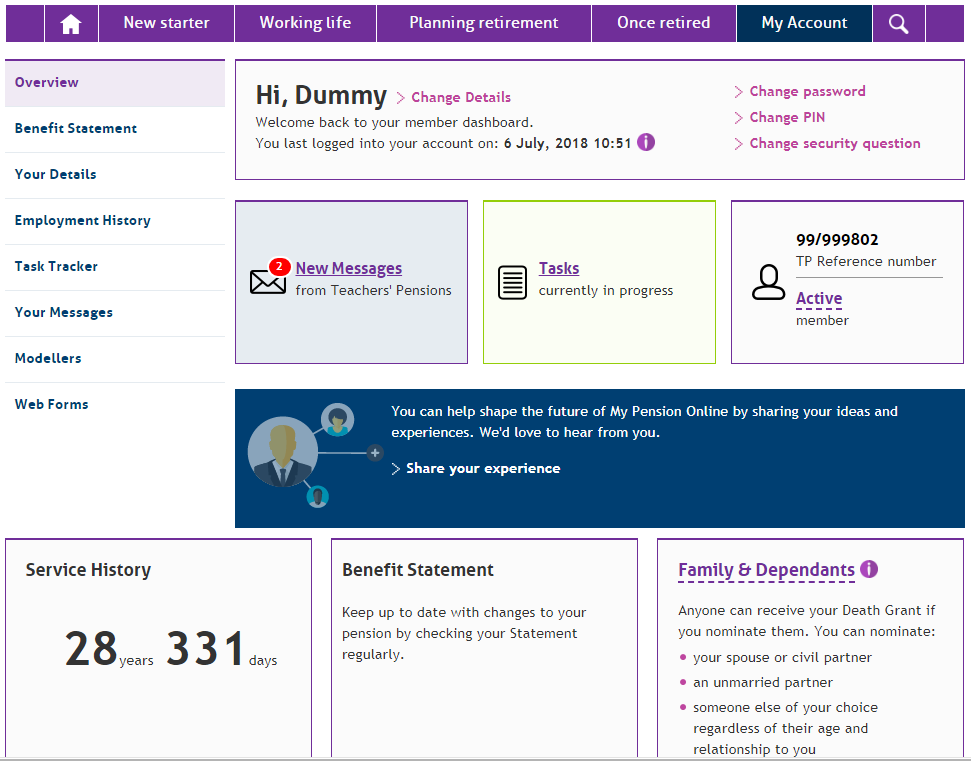 New starter
Working life
Planning retirement
Once retired
My Account
Overview
Benefit Statement
Your Details
Employment History
Task Tracker
Your Messages
Modellers
Web Forms
Hi, Dummy
> Change Details
Welcome back to your member dashboard.
You last logged into your account on: 6 July, 2018 10:51 i
> Change password
> Change PIN
> Change security question
2
New Messages
from Teachers' Pensions
Tasks
currently in progress
99/999802
TP Reference number
Active
member
You can help shape the future of My Pension Online by sharing your ideas and
experiences. We'd love to hear from you.
> Share your experience
Service History
28 years 331 days
Benefit Statement
Keep up to date with changes to your
pension by checking your Statement
regularly.
Family & Dependants i
Anyone can receive your Death Grant if
you nominate them. You can nominate:
• your spouse or civil partner
• an unmarried partner
• someone else of your choice
regardless of their age and
relationship to you